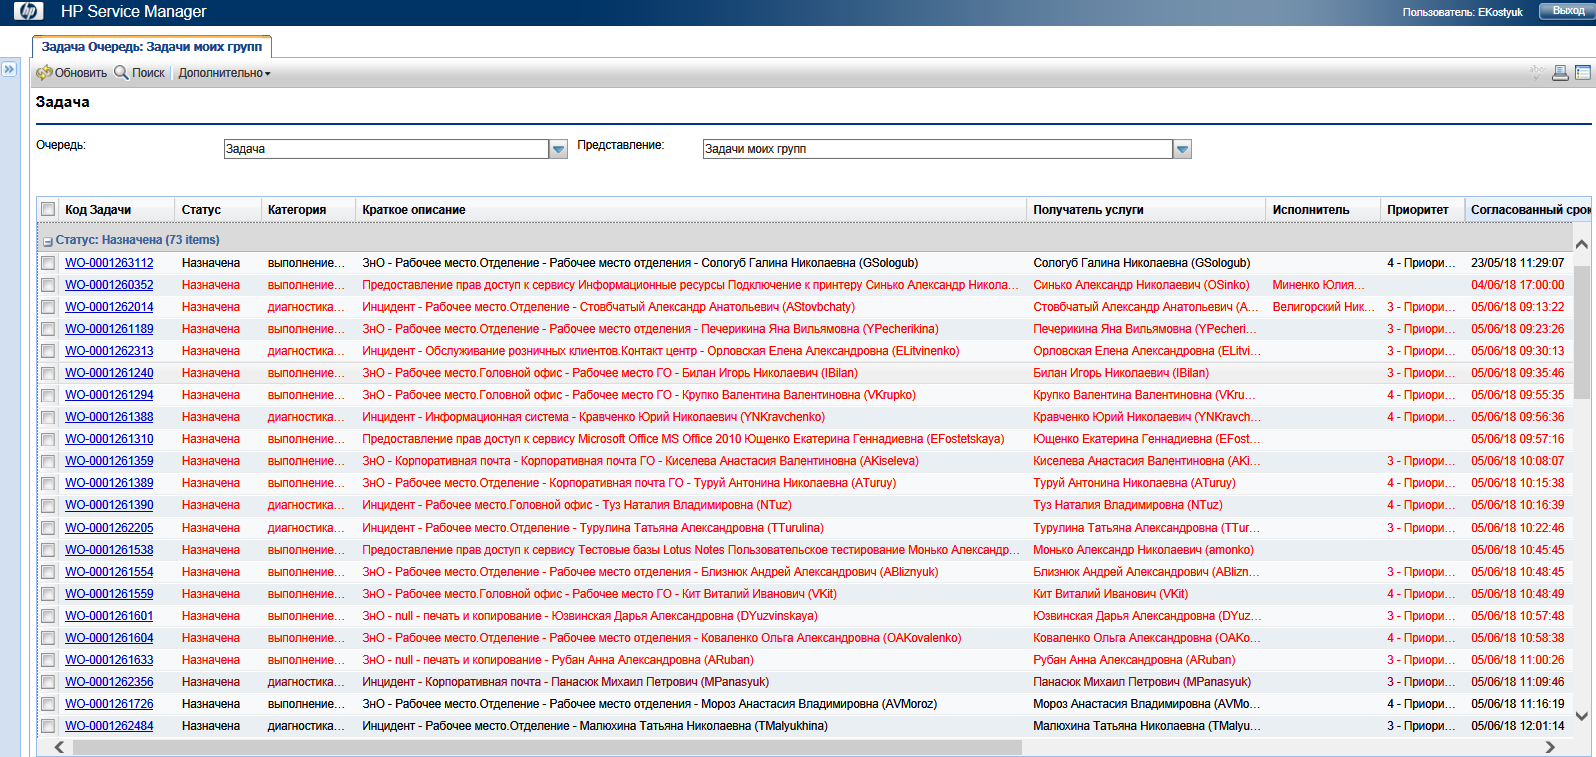 hp HP Service Manager Пользователь: EKostyuk Выход
Задача Очередь: Задачи моих групп
Обновить Поиск Дополнительно
Задача
Очередь: Задача Представление: Задачи моих групп
Код Задачи Статус Категория Краткое описание Получатель услуги Исполнитель Приоритет Согласованный срок
Статус: Назначена (73 items)
WO-0001263112 Назначена выполнение... ЗнО - Рабочее место.Отделение - Рабочее место отделения - Сологуб Галина Николаевна (GSologub) Сологуб Галина Николаевна (GSologub) 4 - Приори... 23/05/18 11:29:07
WO-0001260352 Назначена выполнение... Предоставление прав доступ к сервису Информационные ресурсы Подключение к принтеру Синько Александр Никола... Синько Александр Николаевич (OSinko) Миненко Юлия... 04/06/18 17:00:00
WO-0001262014 Назначена диагностика... Инцидент - Рабочее место.Отделение - Стовбчатый Александр Анатольевич (AStovbchaty) Стовбчатый Александр Анатольевич (A... Велигорский Ник... 3 - Приори... 05/06/18 09:13:22
WO-0001261189 Назначена выполнение... ЗнО - Рабочее место.Отделение - Рабочее место отделения - Печерикина Яна Вильямовна (YPecherikina) Печерикина Яна Вильямовна (YPecheri... 3 - Приори... 05/06/18 09:23:26
WO-0001262313 Назначена диагностика... Инцидент - Обслуживание розничных клиентов.Контакт центр - Орловская Елена Александровна (ELitvinenko) Орловская Елена Александровна (ELitvi... 3 - Приори... 05/06/18 09:30:13
WO-0001261240 Назначена выполнение... ЗнО - Рабочее место.Головной офис - Рабочее место ГО - Билан Игорь Николаевич (IBilan) Билан Игорь Николаевич (IBilan) 3 - Приори... 05/06/18 09:35:46
WO-0001261294 Назначена выполнение... ЗнО - Рабочее место.Головной офис - Рабочее место ГО - Крупко Валентина Валентиновна (VKrupko) Крупко Валентина Валентиновна (VKru... 4 - Приори... 05/06/18 09:55:35
WO-0001261388 Назначена диагностика... Инцидент - Информационная система - Кравченко Юрий Николаевич (YNKravchenko) Кравченко Юрий Николаевич (YNKravch... 4 - Приори... 05/06/18 09:56:36
WO-0001261310 Назначена выполнение... Предоставление прав доступ к сервису Microsoft Office MS Office 2010 Ющенко Екатерина Геннадиевна (EFostetskaya) Ющенко Екатерина Геннадиевна (EFost... 05/06/18 09:57:16
WO-0001261359 Назначена выполнение... ЗнО - Корпоративная почта - Корпоративная почта ГО - Киселева Анастасия Валентиновна (AKiseleva) Киселева Анастасия Валентиновна (AKi... 3 - Приори... 05/06/18 10:08:07
WO-0001261389 Назначена выполнение... ЗнО - Рабочее место.Отделение - Корпоративная почта ГО - Туруй Антонина Николаевна (ATuruy) Туруй Антонина Николаевна (ATuruy) 4 - Приори... 05/06/18 10:15:38
WO-0001261390 Назначена диагностика... Инцидент - Рабочее место.Головной офис - Туз Наталия Владимировна (NTuz) Туз Наталия Владимировна (NTuz) 4 - Приори... 05/06/18 10:16:39
WO-0001262205 Назначена диагностика... Инцидент - Рабочее место.Отделение - Турулина Татьяна Александровна (TTurulina) Турулина Татьяна Александровна (TTur... 3 - Приори... 05/06/18 10:22:46
WO-0001261538 Назначена выполнение... Предоставление прав доступ к сервису Тестовые базы Lotus Notes Пользовательское тестирование Монько Александр... Монько Александр Николаевич (amonko) 05/06/18 10:45:45
WO-0001261554 Назначена выполнение... ЗнО - Рабочее место.Отделение - Рабочее место отделения - Близнюк Андрей Александрович (ABliznyuk) Близнюк Андрей Александрович (ABlizn... 3 - Приори... 05/06/18 10:48:45
WO-0001261559 Назначена выполнение... ЗнО - Рабочее место.Головной офис - Рабочее место ГО - Кит Виталий Иванович (VKit) Кит Виталий Иванович (VKit) 4 - Приори... 05/06/18 10:48:49
WO-0001261601 Назначена выполнение... ЗнО - null - печать и копирование - Юзвинская Дарья Александровна (DYuzvinskaya) Юзвинская Дарья Александровна (DYuz... 3 - Приори... 05/06/18 10:57:48
WO-0001261604 Назначена выполнение... ЗнО - Рабочее место.Отделение - Рабочее место отделения - Коваленко Ольга Александровна (OAKovalenko) Коваленко Ольга Александровна (OAKo... 4 - Приори... 05/06/18 10:58:38
WO-0001261633 Назначена выполнение... ЗнО - null - печать и копирование - Рубан Анна Александровна (ARuban) Рубан Анна Александровна (ARuban) 3 - Приори... 05/06/18 11:00:26
WO-0001262356 Назначена диагностика... Инцидент - Корпоративная почта - Панасюк Михаил Петрович (MPanasyuk) Панасюк Михаил Петрович (MPanasyuk) 3 - Приори... 05/06/18 11:09:46
WO-0001261726 Назначена выполнение... ЗнО - Рабочее место.Отделение - Рабочее место отделения - Мороз Анастасия Владимировна (AVMoroz) Мороз Анастасия Владимировна (AVMo... 4 - Приори... 05/06/18 11:16:19
WO-0001262484 Назначена диагностика... Инцидент - Рабочее место.Отделение - Малюхина Татьяна Николаевна (TMalyukhina) Малюхина Татьяна Николаевна (TMalyu... 3 - Приори... 05/06/18 12:01:14